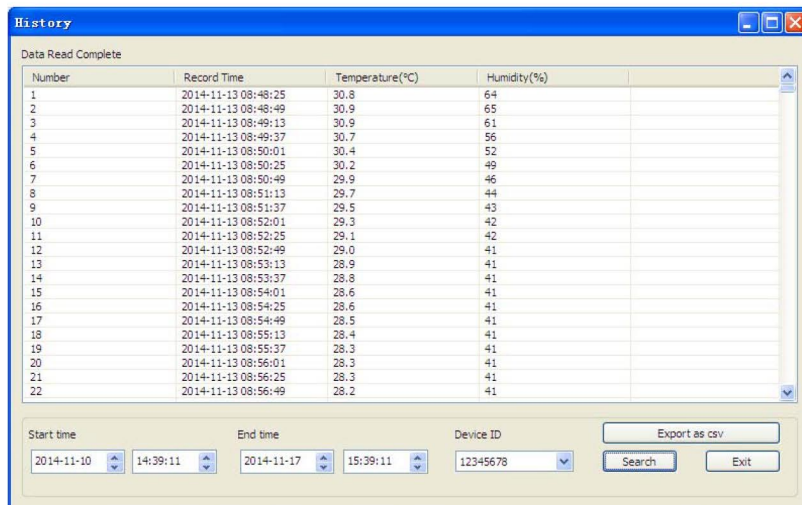 History
Data Read Complete
Number Record Time Temperature(°C) Humidity(%)
1 2014-11-13 08:48:25 30.8 64
2 2014-11-13 08:48:49 30.9 65
3 2014-11-13 08:49:13 30.9 61
4 2014-11-13 08:49:37 30.7 56
5 2014-11-13 08:50:01 30.4 52
6 2014-11-13 08:50:25 30.2 49
7 2014-11-13 08:50:49 29.9 46
8 2014-11-13 08:51:13 29.7 44
9 2014-11-13 08:51:37 29.5 43
10 2014-11-13 08:52:01 29.3 42
11 2014-11-13 08:52:25 29.1 42
12 2014-11-13 08:52:49 29.0 41
13 2014-11-13 08:53:13 28.9 41
14 2014-11-13 08:53:37 28.8 41
15 2014-11-13 08:54:01 28.6 41
16 2014-11-13 08:54:25 28.6 41
17 2014-11-13 08:54:49 28.5 41
18 2014-11-13 08:55:13 28.4 41
19 2014-11-13 08:55:37 28.3 41
20 2014-11-13 08:56:01 28.3 41
21 2014-11-13 08:56:25 28.3 41
22 2014-11-13 08:56:49 28.2 41
Start time End time Device ID Export as csv
2014-11-10 14:39:11 2014-11-17 15:39:11 12345678 Search Exit